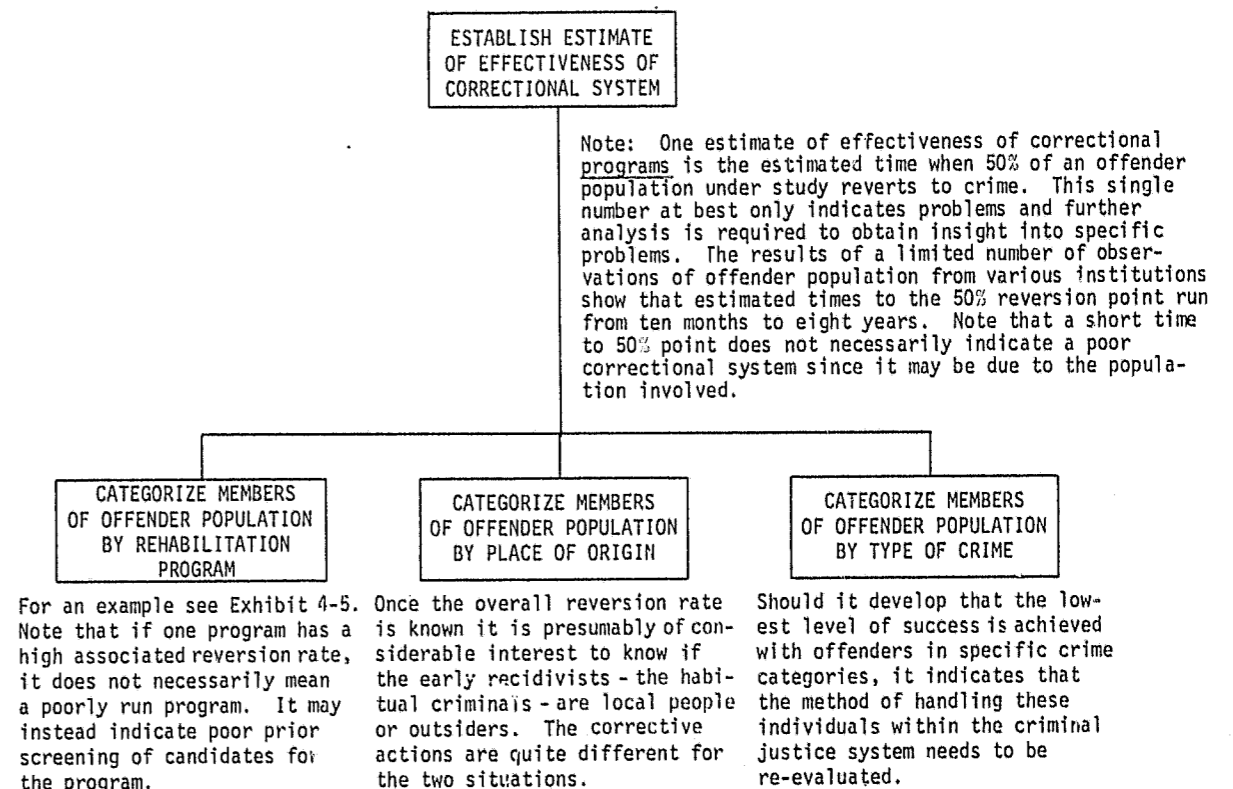 ESTABLISH ESTIMATE
OF EFFECTIVENESS OF
CORRECTIONAL SYSTEM
Note: One estimate of effectiveness of correctional
programs is the estimated time when 50% of an offender
population under study reverts to crime. This single
number at best only indicates problems and further
analysis is required to obtain insight into specific
problems. The results of a limited number of obser-
vations of offender population from various institutions
show that estimated times to the 50% reversion point run
from ten months to eight years. Note that a short time
to 50% point does not necessarily indicate a poor
correctional system since it may be due to the popula-
tion involved.
CATEGORIZE MEMBERS
OF OFFENDER POPULATION
BY REHABILITATION
PROGRAM
For an example see Exhibit 4-5.
Note that if one program has a
high associated reversion rate,
it does not necessarily mean
a poorly run program. It may
instead indicate poor prior
screening of candidates for
the program.
CATEGORIZE MEMBERS
OF OFFENDER POPULATION
BY PLACE OF ORIGIN
Once the overall reversion rate
is known it is presumably of con-
siderable interest to know if
the early recidivists - the habi-
tual criminals - are local people
or outsiders. The corrective
actions are quite different for
the two situations.
CATEGORIZE MEMBERS
OF OFFENDER POPULATION
BY TYPE OF CRIME
Should it develop that the low-
est level of success is achieved
with offenders in specific crime
categories, it indicates that
the method of handling these
individuals within the criminal
justice system needs to be
re-evaluated.